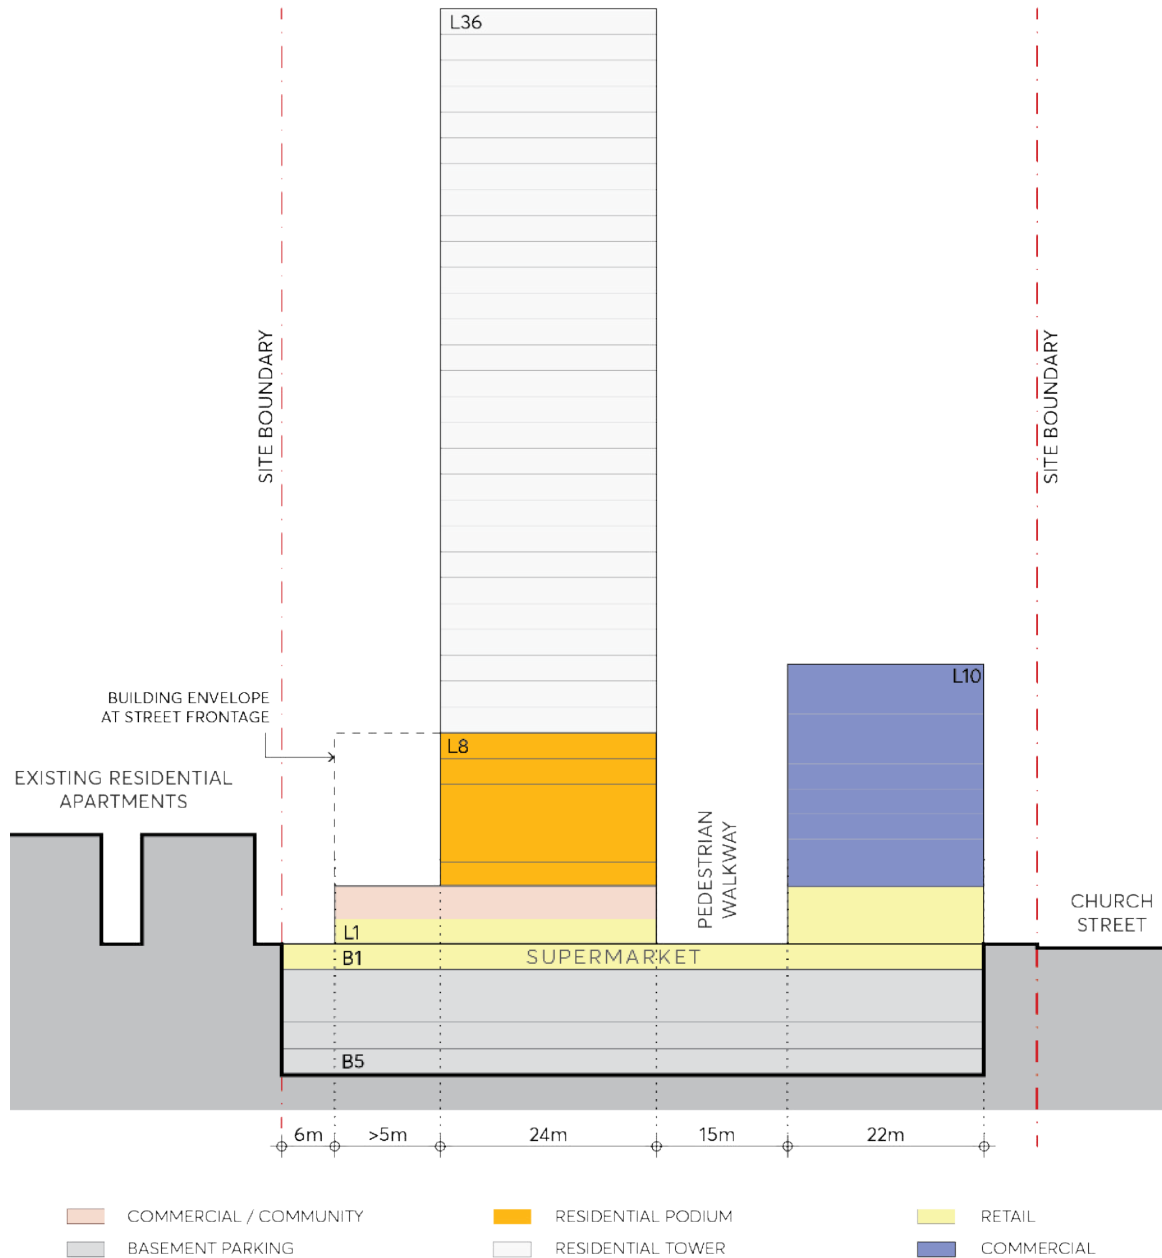 L36
SITE BOUNDARY
SITE BOUNDARY
L10
BUILDING ENVELOPE
AT STREET FRONTAGE
L8
EXISTING RESIDENTIAL
APARTMENTS
PEDESTRIAN
WALKWAY
CHURCH
STREET
L1
B1
SUPERMARKET
B5
6m
>5m
24m
15m
22m
COMMERCIAL / COMMUNITY
RESIDENTIAL PODIUM
RETAIL
BASEMENT PARKING
RESIDENTIAL TOWER
COMMERCIAL